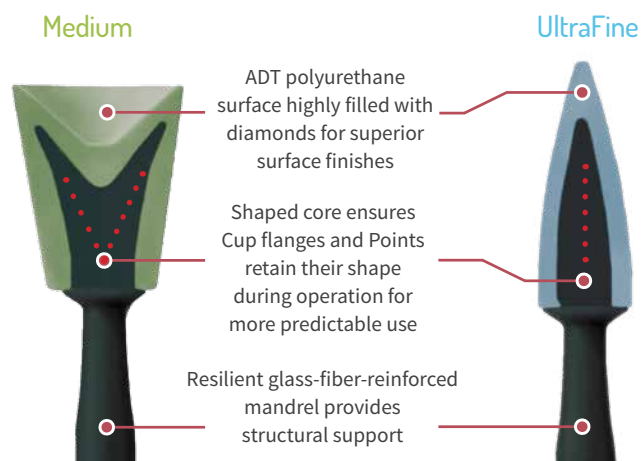 Medium
UltraFine
ADT polyurethane
surface highly filled with
diamonds for superior
surface finishes
Shaped core ensures
Cup flanges and Points
retain their shape
during operation for
more predictable use
Resilient glass-fiber-reinforced
mandrel provides
structural support